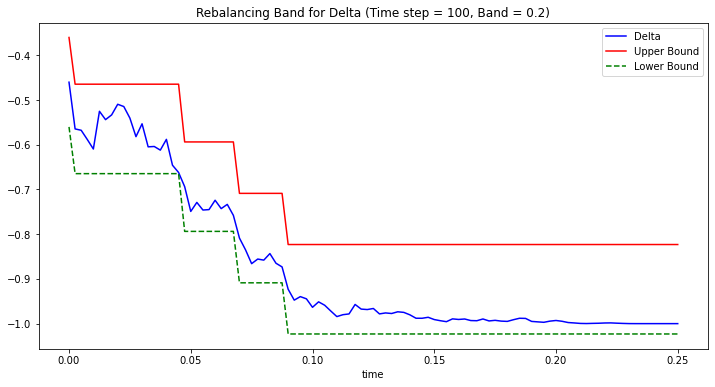 Rebalancing Band for Delta (Time step = 100, Band = 0.2)
Delta
Upper Bound
Lower Bound
−0.4
−0.5
−0.6
−0.7
−0.8
−0.9
−1.0
0.00 0.05 0.10 0.15 0.20 0.25
time